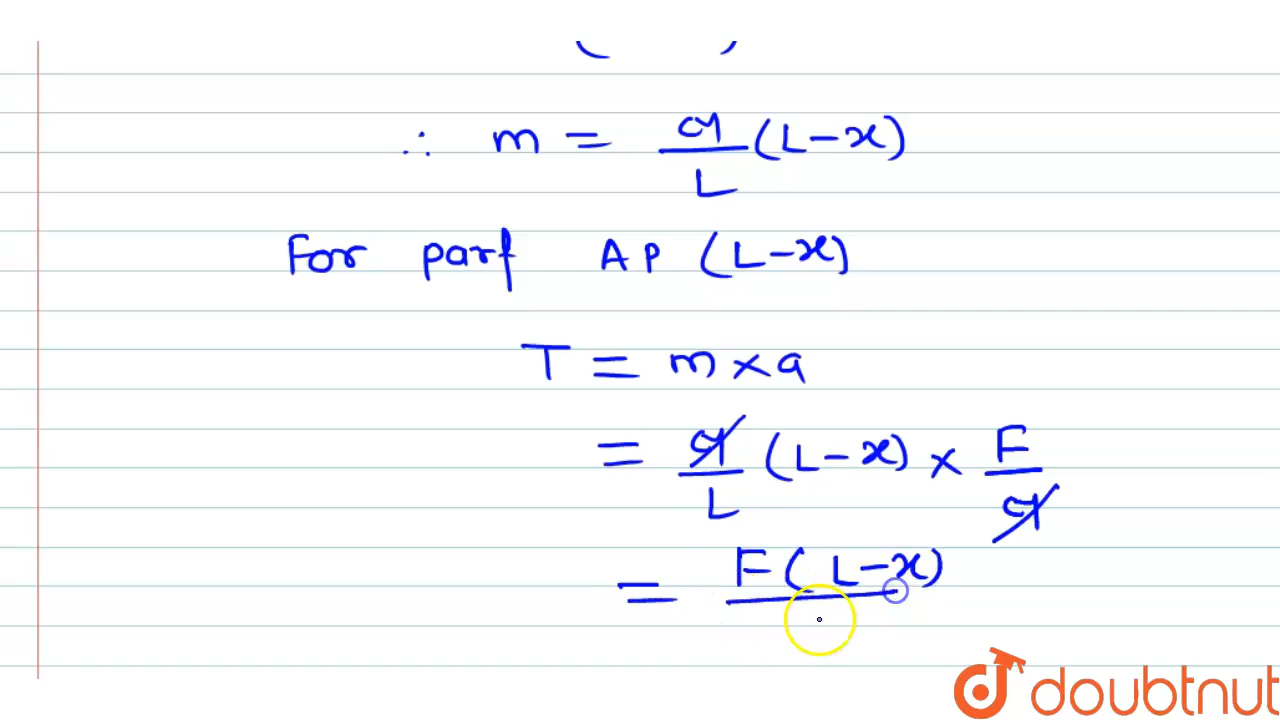 ∴ m = M/L (L-x)
For part AP (L-x)
T = m × a
= M/L (L-x) × F/M
= F(L-x)
doubtnut